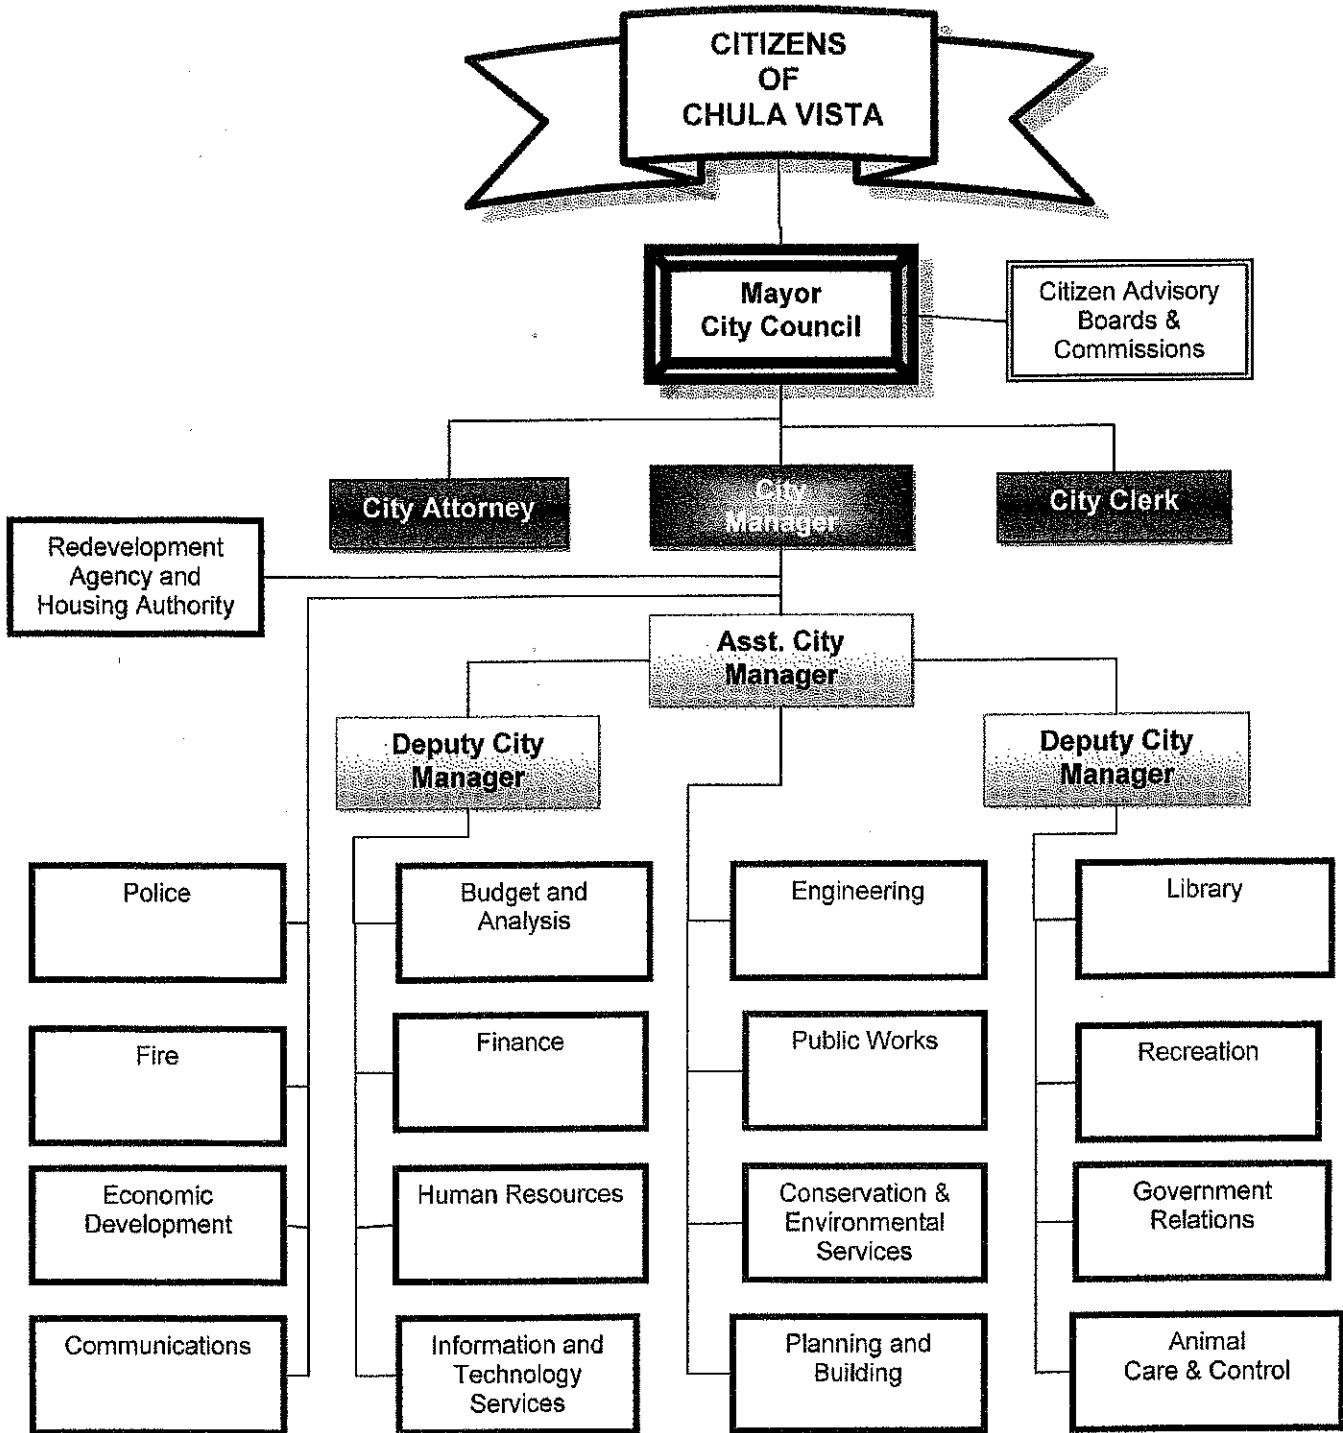 CITIZENS
OF
CHULA VISTA
Mayor
City Council
Citizen Advisory
Boards &
Commissions
City Attorney
City
Manager
City Clerk
Redevelopment
Agency and
Housing Authority
Asst. City
Manager
Deputy City
Manager
Deputy City
Manager
Police
Fire
Economic
Development
Communications
Budget and
Analysis
Finance
Human Resources
Information and
Technology
Services
Engineering
Public Works
Conservation &
Environmental
Services
Planning and
Building
Library
Recreation
Government
Relations
Animal
Care & Control